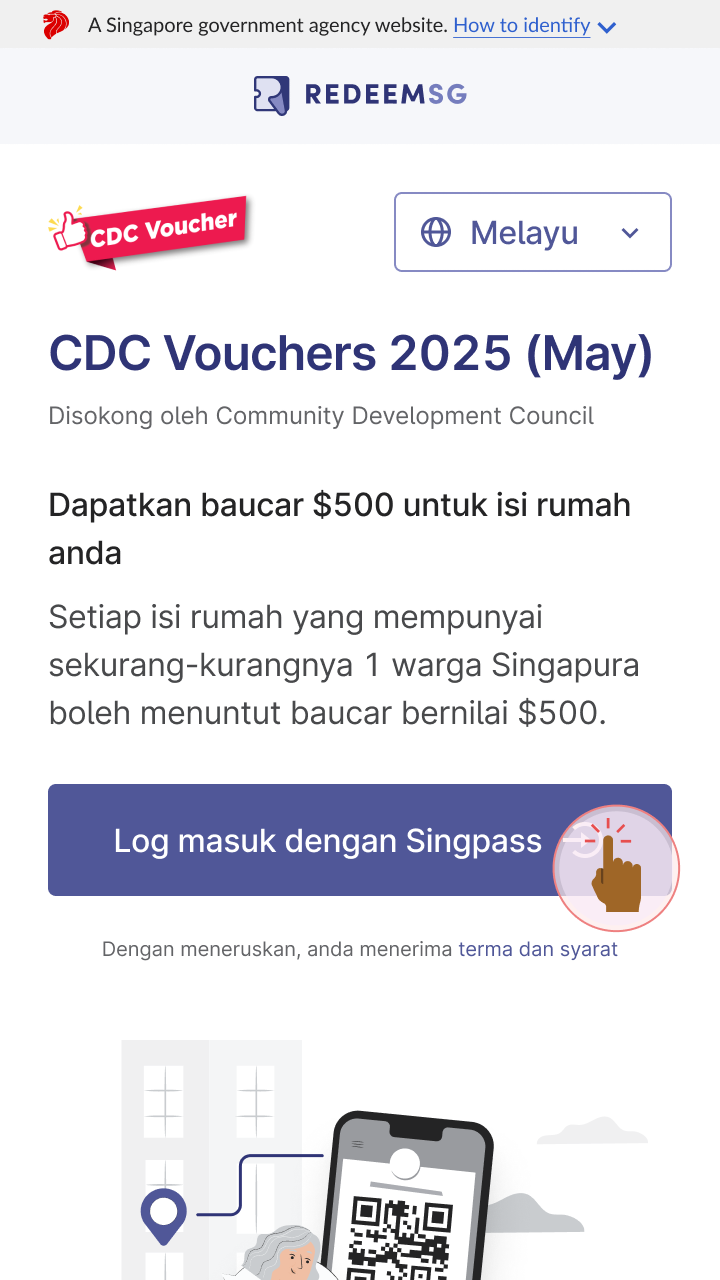 A Singapore government agency website. How to identify
REDEEMSG
CDC Voucher
Melayu
CDC Vouchers 2025 (May)
Disokong oleh Community Development Council
Dapatkan baucar $500 untuk isi rumah
anda
Setiap isi rumah yang mempunyai
sekurang-kurangnya 1 warga Singapura
boleh menuntut baucar bernilai $500.
Log masuk dengan Singpass
Dengan meneruskan, anda menerima terma dan syarat